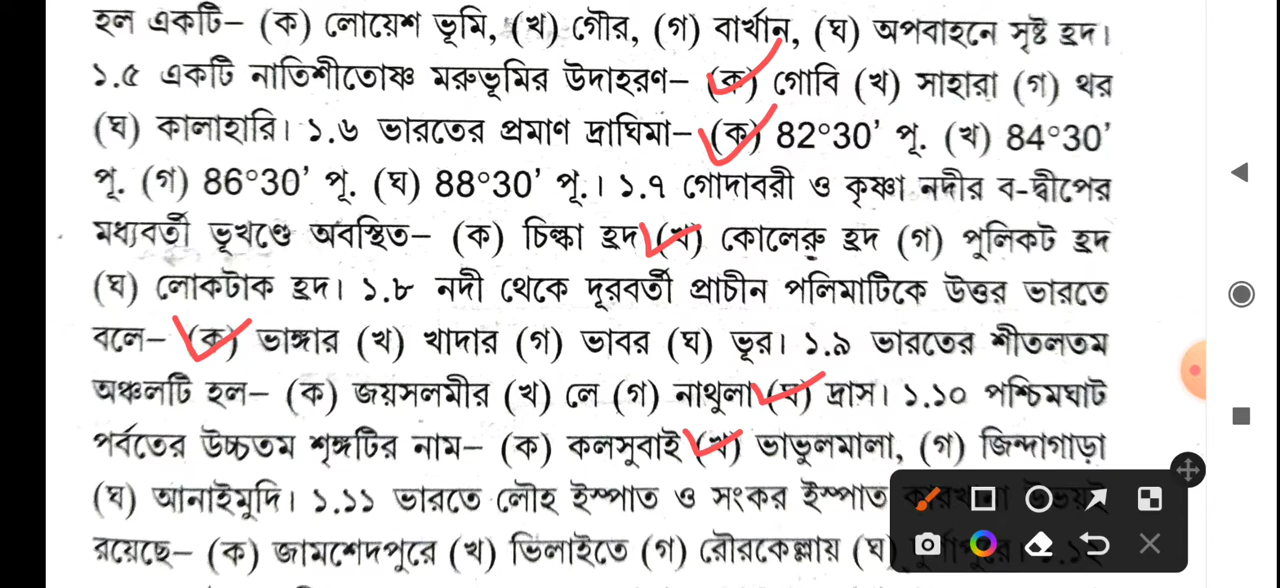 হল একটি– (ক) লোয়েশ ভূমি, (খ) গৌর, (গ) বার্খান, (ঘ) অপবাহনে সৃষ্ট হ্রদ।
১.৫ একটি নাতিশীতোষ্ণ মরুভূমির উদাহরণ– (ক) গোবি (খ) সাহারা (গ) থর
(ঘ) কালাহারি। ১.৬ ভারতের প্রমাণ দ্রাঘিমা– (ক) 82°30' পূ. (খ) 84°30'
পূ. (গ) 86°30' পূ. (ঘ) 88°30' পূ.। ১.৭ গোদাবরী ও কৃষ্ণা নদীর ব-দ্বীপের
মধ্যবর্তী ভূখণ্ডে অবস্থিত– (ক) চিল্কা হ্রদ (খ) কোলেরু হ্রদ (গ) পুলিকট হ্রদ
(ঘ) লোকটাক হ্রদ। ১.৮ নদী থেকে দূরবর্তী প্রাচীন পলিমাটিকে উত্তর ভারতে
বলে– (ক) ভাঙ্গার (খ) খাদার (গ) ভাবর (ঘ) ভূর। ১.৯ ভারতের শীতলতম
অঞ্চলটি হল– (ক) জয়সলমীর (খ) লে (গ) নাথুলা (ঘ) দ্রাস। ১.১০ পশ্চিমঘাট
পর্বতের উচ্চতম শৃঙ্গটির নাম– (ক) কলসুবাই (খ) ভাভুলমালা, (গ) জিন্দাগাড়া
(ঘ) আনাইমুদি। ১.১১ ভারতে লৌহ ইস্পাত ও সংকর ইস্পাত কারখানা উভয়ই
রয়েছে– (ক) জামশেদপুরে (খ) ভিলাইতে (গ) রৌরকেল্লায় (ঘ)